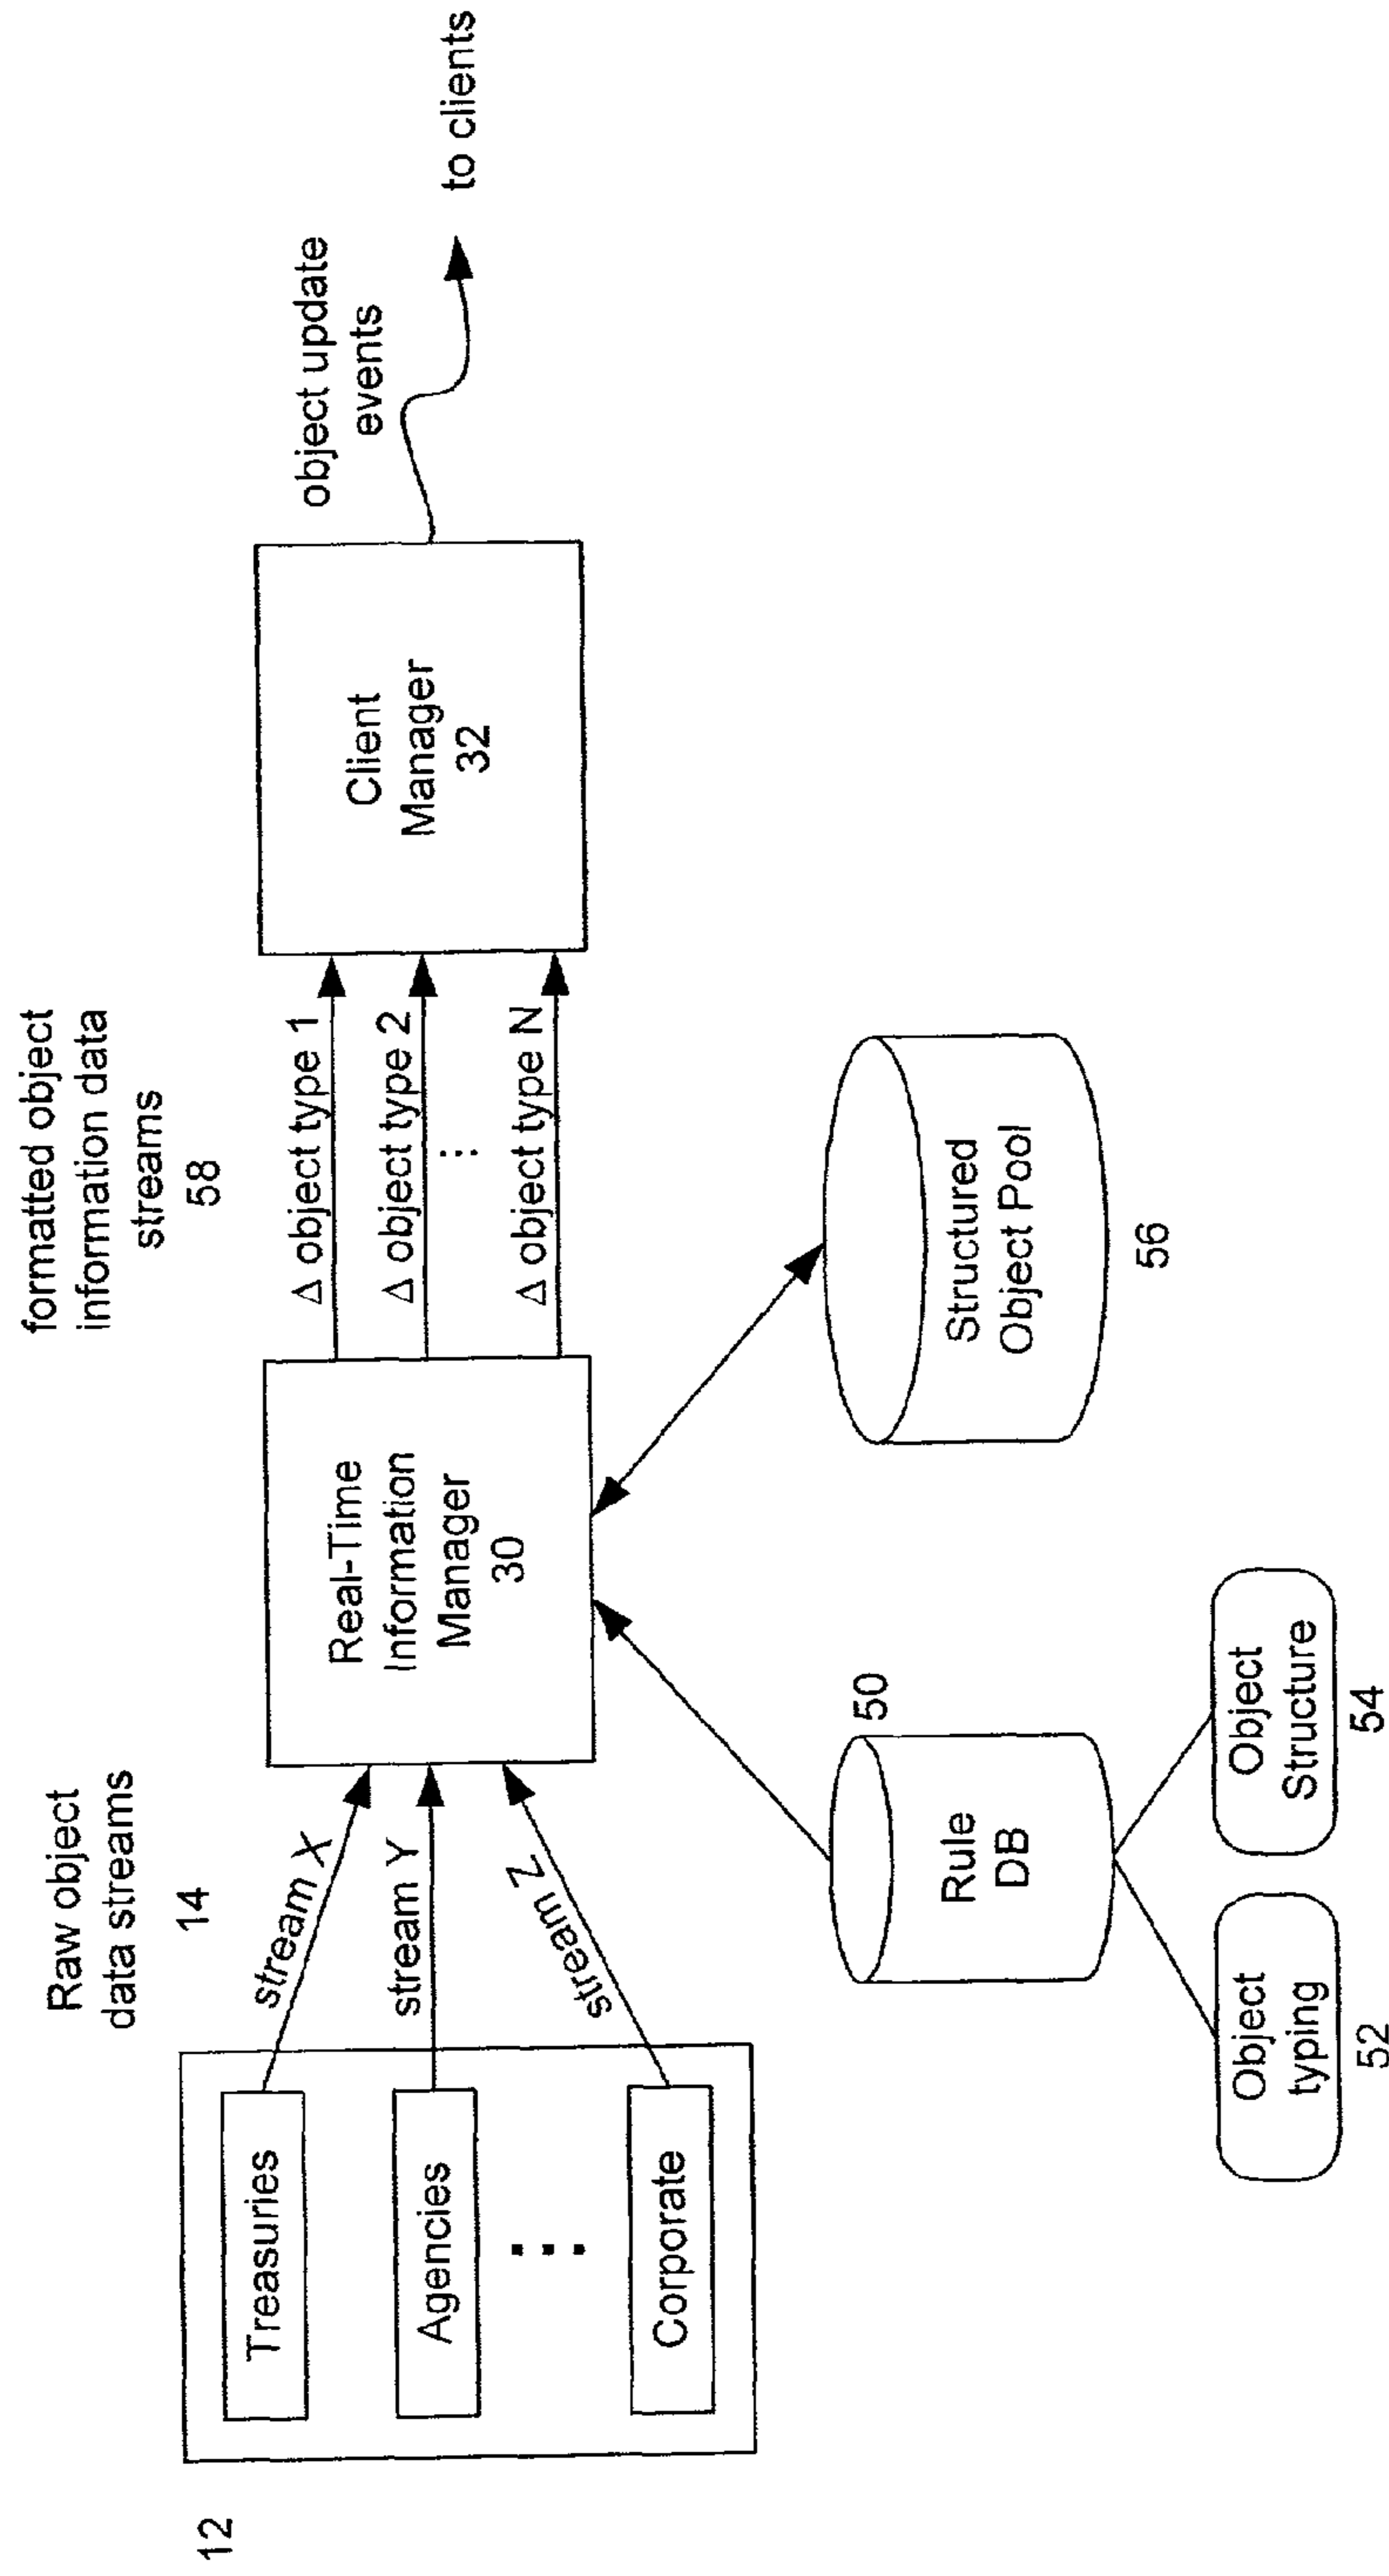 Raw object
data streams
14
formatted object
information data
streams
58
12
Treasuries
Agencies
⋮
Corporate
stream X
stream Y
stream Z
Real-Time
Information
Manager
30
Δ object type 1
Δ object type 2
⋮
Δ object type N
Client
Manager
32
object update
events
to clients
50
Rule
DB
Object
typing
52
Object
Structure
54
Structured
Object Pool
56